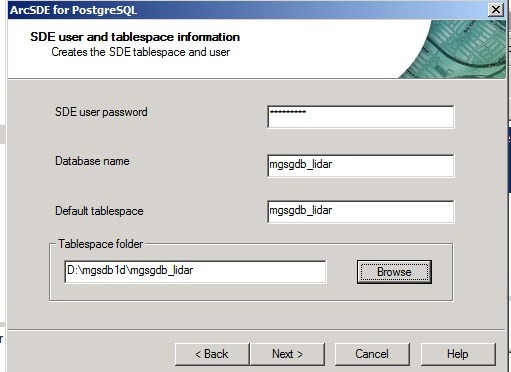 ArcSDE for PostgreSQL
SDE user and tablespace information
Creates the SDE tablespace and user
SDE user password
*********
Database name
mgsgdb_lidar
Default tablespace
mgsgdb_lidar
Tablespace folder
D:\mgsdb1d\mgsgdb_lidar
Browse
< Back
Next >
Cancel
Help